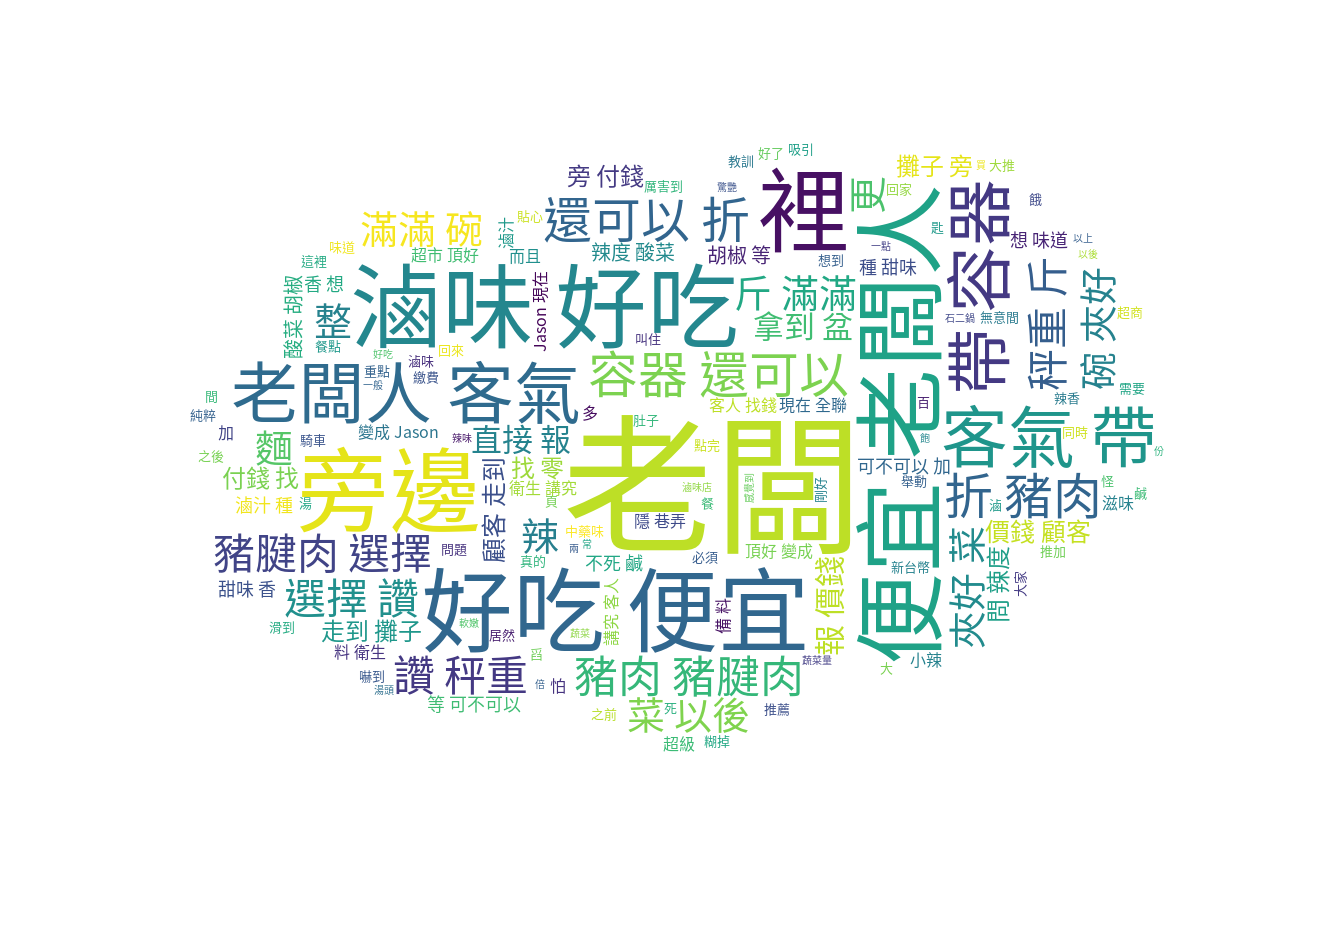 教訓
好了
吸引
旁 付錢
厲害到
驚艷
攤子 旁
買
大推
回家
餓
滿滿 碗
滷汁
貼心
還可以 折
裡
更
老闆人 便宜
容器 帶
匙
味道
超市 頂好
而且
辣度 酸菜
胡椒 等
想到
一點
種 甜味
想 味道
以上
以後
這裡
香 想
酸菜 胡椒
整
滷味 好吃
Jason 現在
斤 滿滿
拿到 盆
叫住
石二鍋
無意間
秤重 斤
碗 夾好
超商
餐點
好吃
滷味
回來
重點
一般
繳費
老闆人 客氣
容器 還可以
需要
間
純粹
加
之後
麵
騎車
變成 Jason
辣味
直接 報
多
肚子
客人 找錢
現在 全聯
百
飽
辣香
客氣 帶
同時
份
付錢 找
滷汁 種
湯
旁邊
顧客 走到
找 零
衛生 講究
頁
老闆
點完
滷味店
餐
感覺到
剛好
可不可以 加
舉動
折 豬肉
滷
怪
鹹
滋味
豬腱肉 選擇
問題
辣
中藥味
兩
常
真的
不死 鹹
隱 巷弄
必須
頂好 變成
價錢 顧客
推加
甜味 香
選擇 讚
好吃 便宜
講究 客人
備 料
報 價錢
新台幣
夾好 菜
問 辣度
大家
滑到
走到 攤子
軟嫩
居然
蔬菜
料 衛生
嚇到
湯頭
讚 秤重
舀
倍
怕
豬肉 豬腱肉
蔬菜量
大
小辣
等 可不可以
之前
菜 以後
死
推薦
超級
糊掉